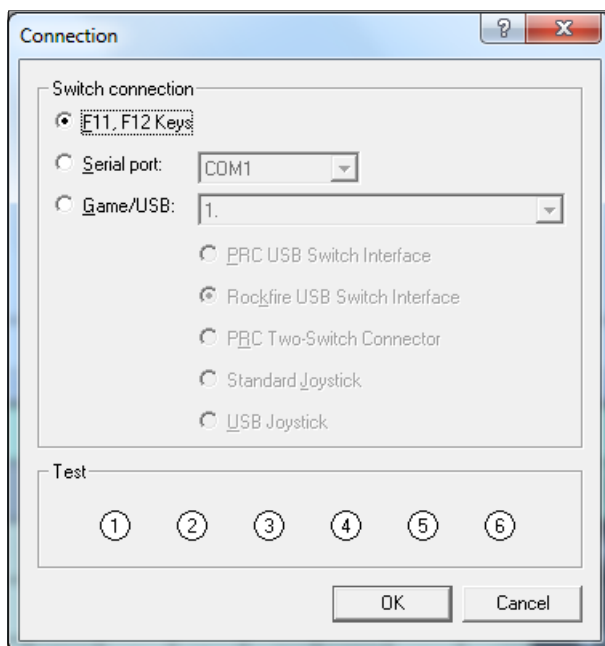 Connection
Switch connection
F11, F12 Keys
Serial port: COM1
Game/USB: 1.
PRC USB Switch Interface
Rockfire USB Switch Interface
PRC Two-Switch Connector
Standard Joystick
USB Joystick
Test
1 2 3 4 5 6
OK Cancel